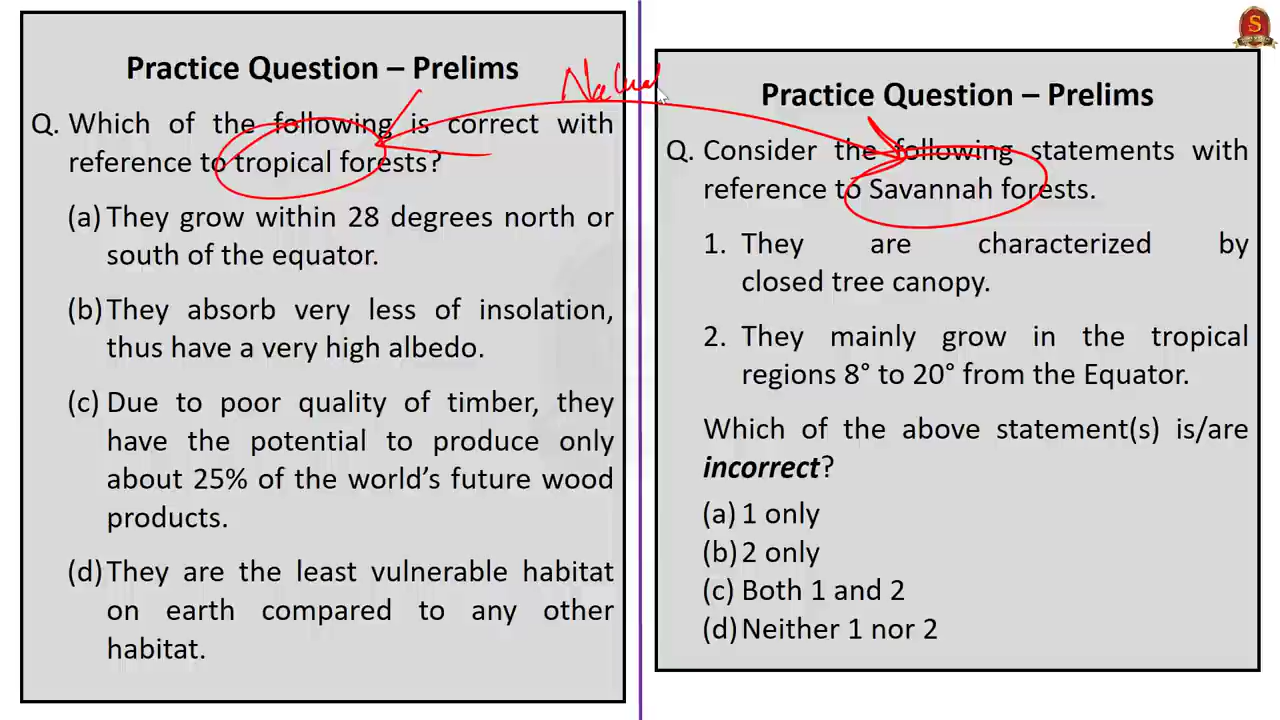 Practice Question – Prelims
Q. Which of the following is correct with
reference to tropical forests?
(a) They grow within 28 degrees north or
south of the equator.
(b) They absorb very less of insolation,
thus have a very high albedo.
(c) Due to poor quality of timber, they
have the potential to produce only
about 25% of the world's future wood
products.
(d) They are the least vulnerable habitat
on earth compared to any other
habitat.
Practice Question – Prelims
Q. Consider the following statements with
reference to Savannah forests.
1. They are characterized by
closed tree canopy.
2. They mainly grow in the tropical
regions 8° to 20° from the Equator.
Which of the above statement(s) is/are
incorrect?
(a) 1 only
(b) 2 only
(c) Both 1 and 2
(d) Neither 1 nor 2
S